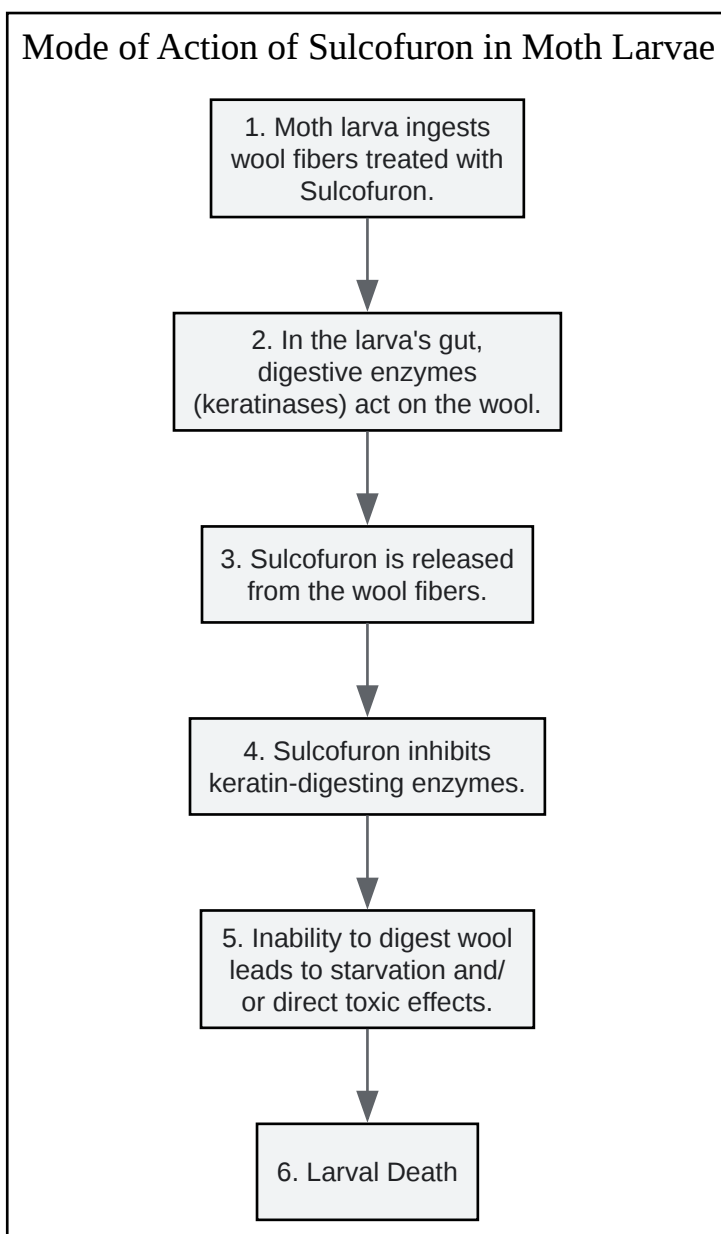 Mode of Action of Sulcofuron in Moth Larvae
1. Moth larva ingests
wool fibers treated with
Sulcofuron.
2. In the larva's gut,
digestive enzymes
(keratinases) act on the wool.
3. Sulcofuron is released
from the wool fibers.
4. Sulcofuron inhibits
keratin-digesting enzymes.
5. Inability to digest wool
leads to starvation and/
or direct toxic effects.
6. Larval Death